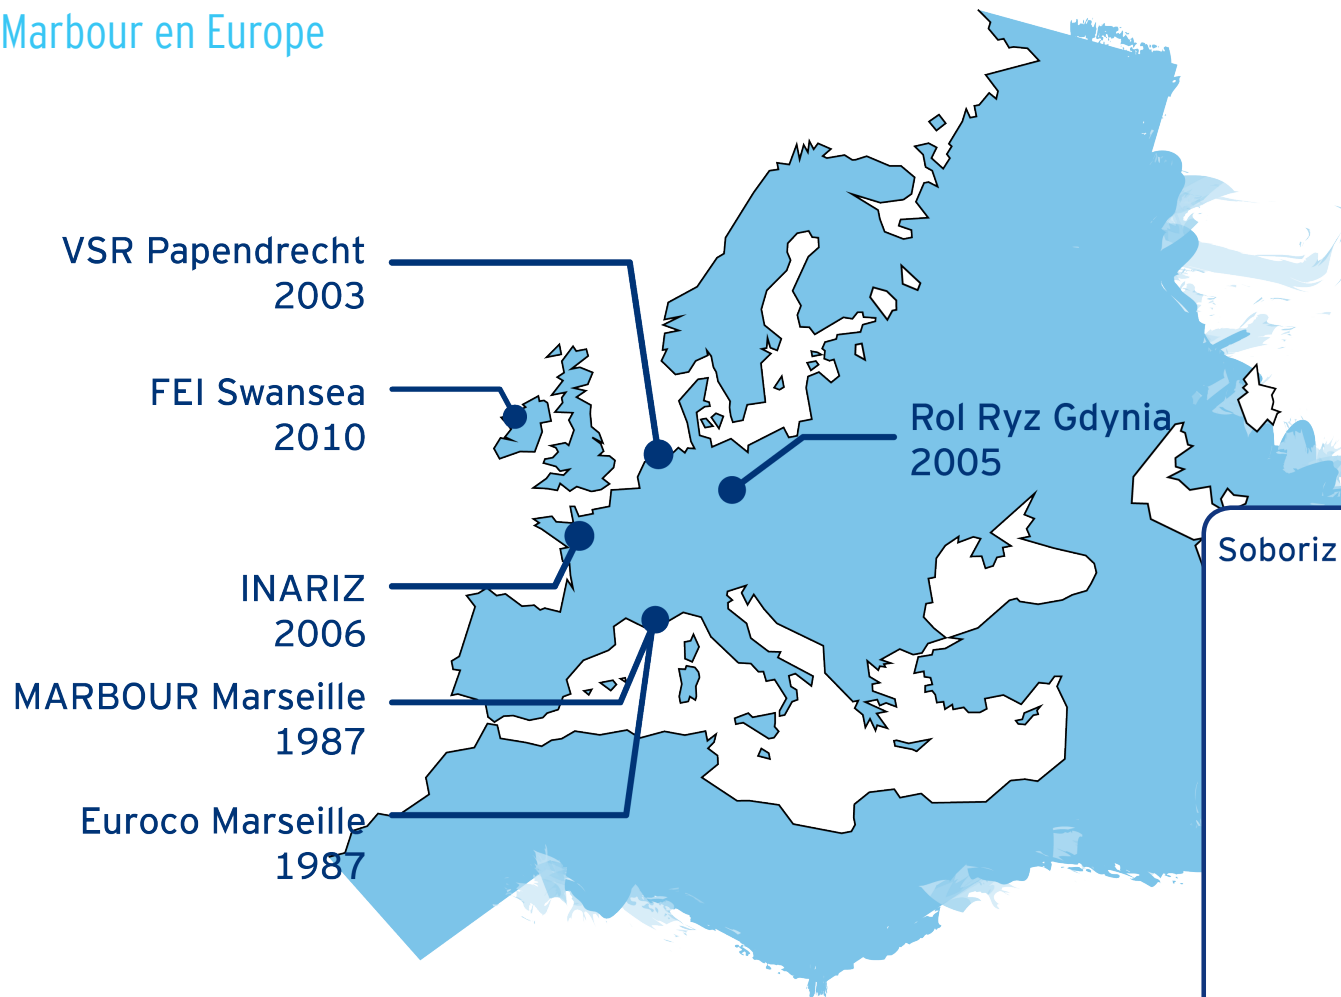 Marbour en Europe
VSR Papendrecht
2003
FEI Swansea
2010
Rol Ryz Gdynia
2005
Soboriz
INARIZ
2006
MARBOUR Marseille
1987
Euroco Marseille
1987